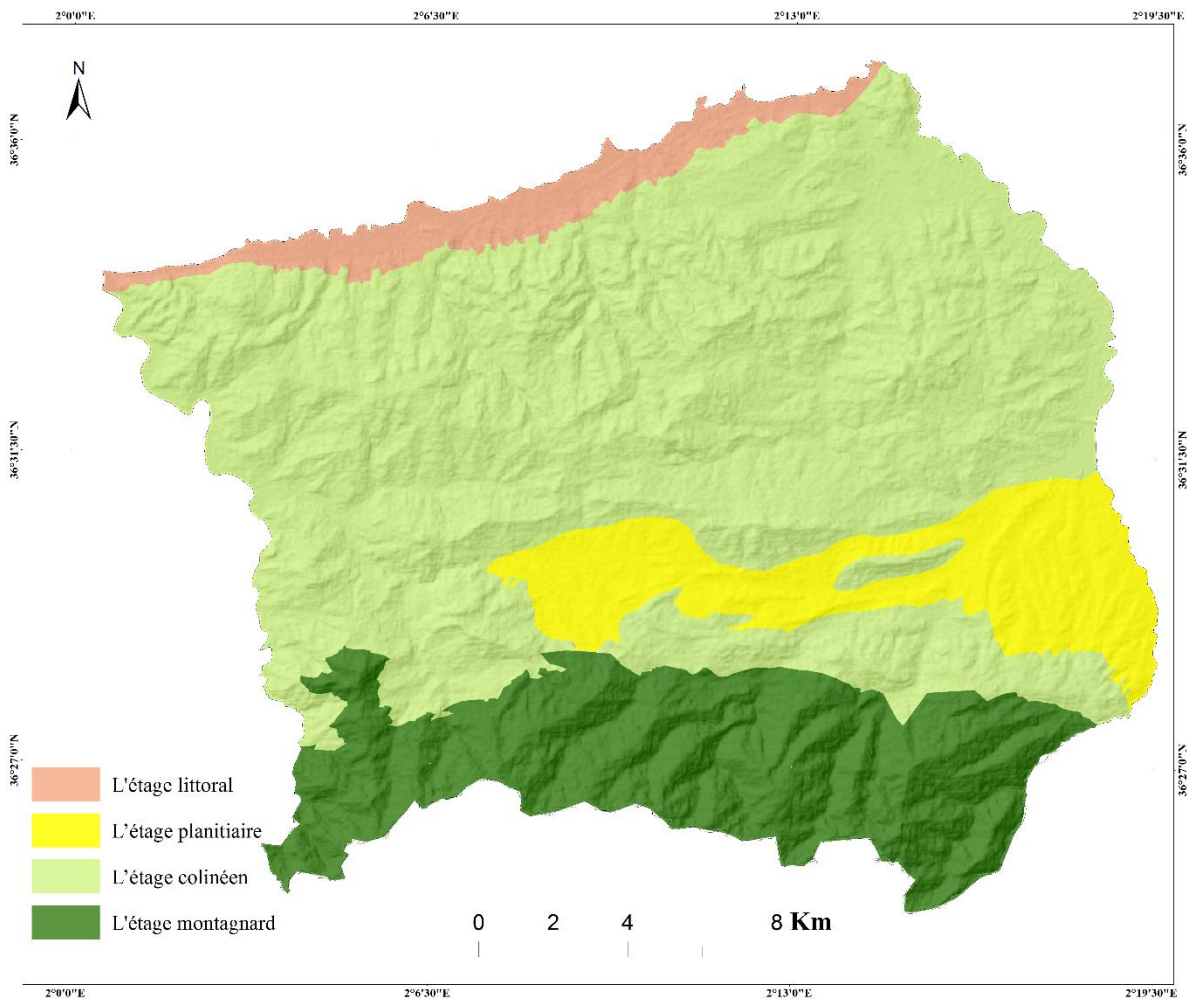 2°0'0"E 2°6'30"E 2°13'0"E 2°19'30"E
N
36°36'0"N 36°36'0"N
36°31'30"N 36°31'30"N
36°27'0"N 36°27'0"N
L'étage littoral
L'étage planitiaire
L'étage colinéen
L'étage montagnard
0 2 4 8 Km
2°0'0"E 2°6'30"E 2°13'0"E 2°19'30"E